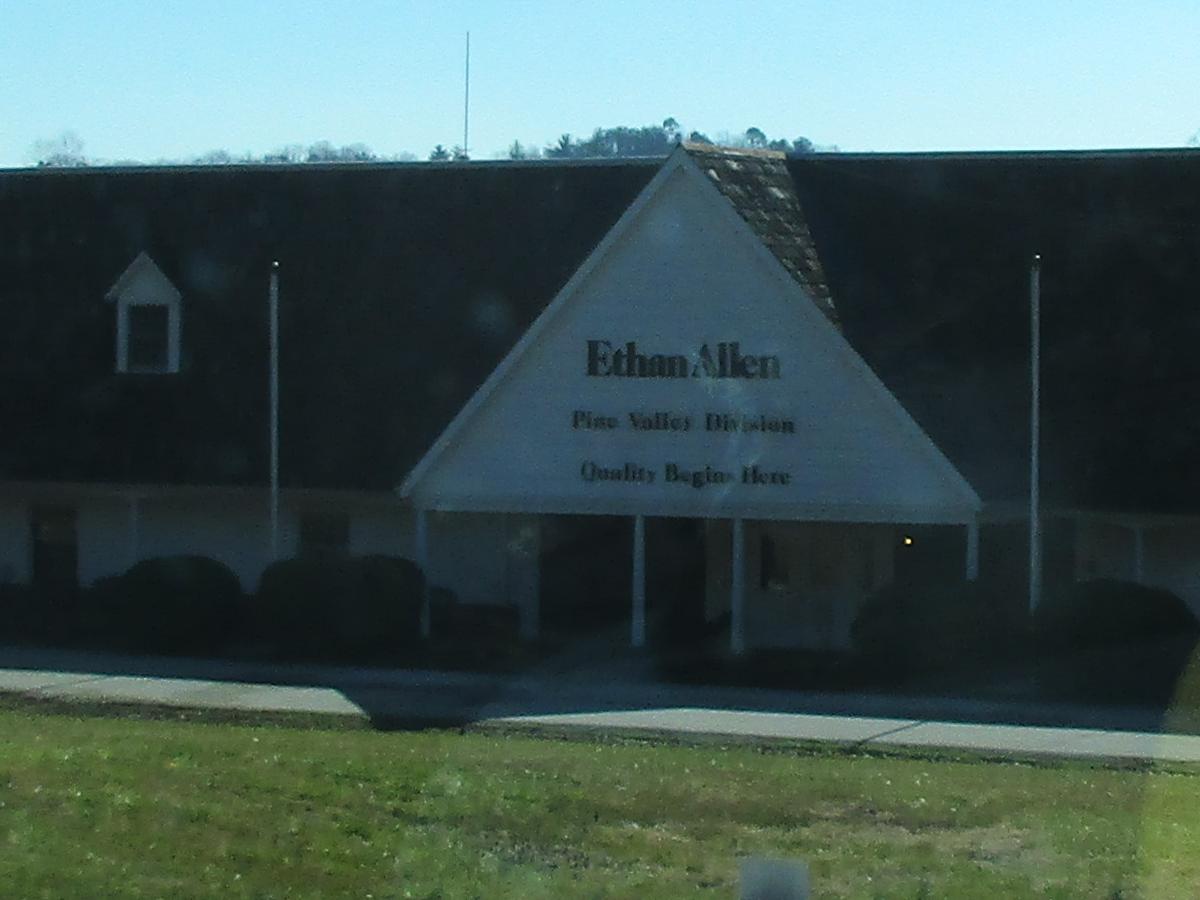 Ethan Allen
Pine Valley Division
Quality Begins Here